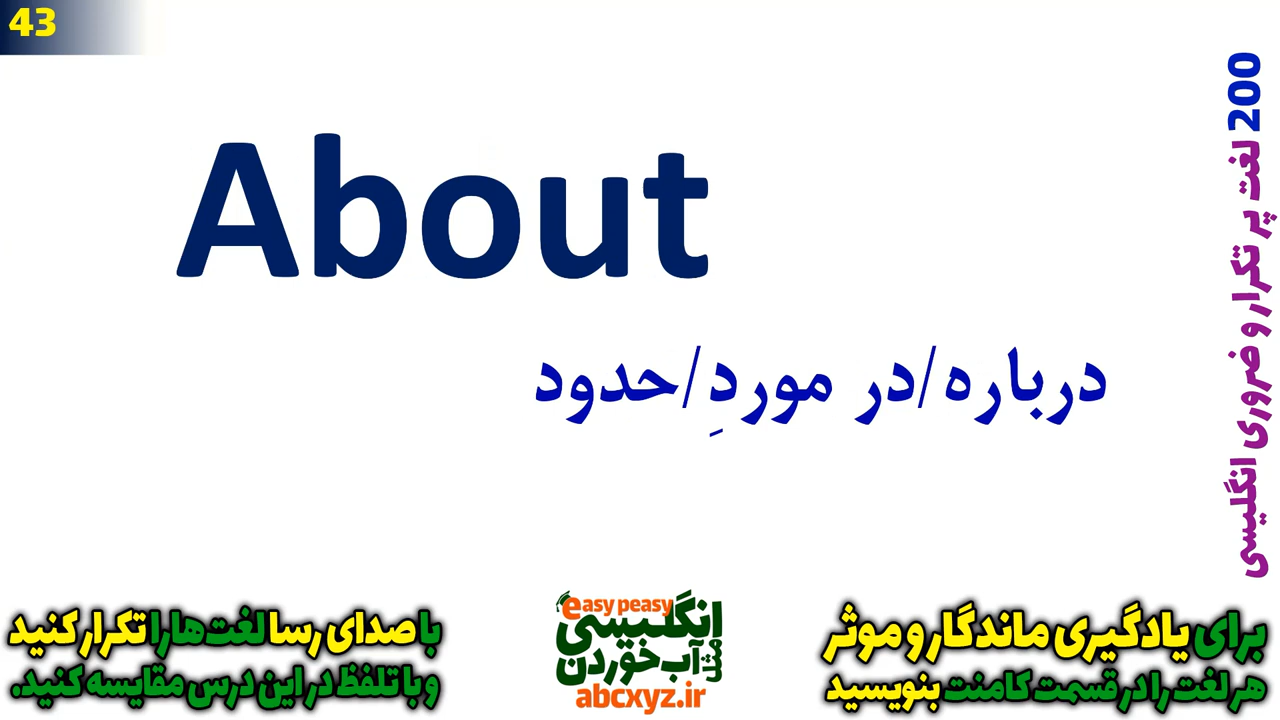 43
About
درباره/در موردِ/حدود
200 لغت پر تکرار و ضروری انگلیسی
برای یادگیری ماندگار و موثر
هر لغت را در قسمت کامنت بنویسید
easy peasy
انگلیسی
مثل آب خوردن
abcxyz.ir
با صدای رسا لغت‌ها را تکرار کنید
و با تلفظ در این درس مقایسه کنید.